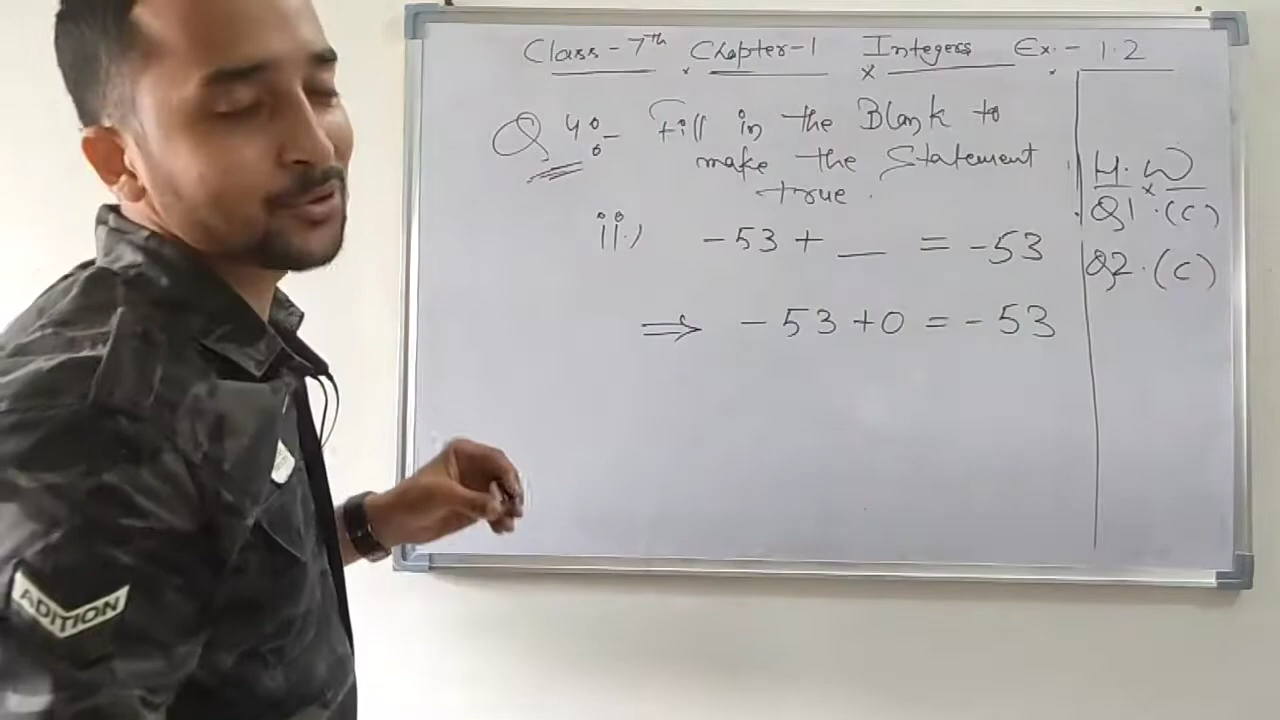 Class-7th Chapter-1 Integers Ex.- 1.2
Q 4:- Fill in the Blank to
make the Statement
true.
ii.) -53 + __ = -53
⇒ -53+0 = -53
H.W
Q1.(C)
Q2.(C)
ADITION